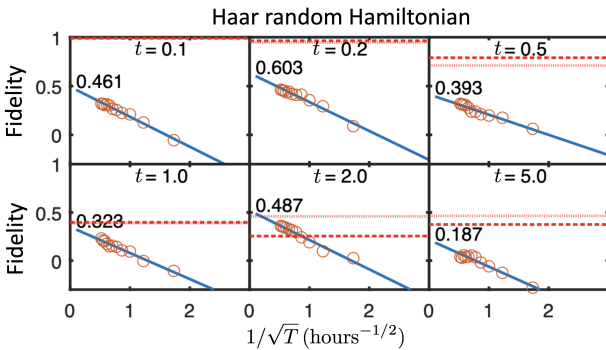 Haar random Hamiltonian
Fidelity
1
0.5
0
t = 0.1
0.461
t = 0.2
0.603
t = 0.5
0.393
Fidelity
0.5
0
t = 1.0
0.323
t = 2.0
0.487
t = 5.0
0.187
0 1 2 0 1 2 0 1 2
1/√T (hours⁻¹/²)